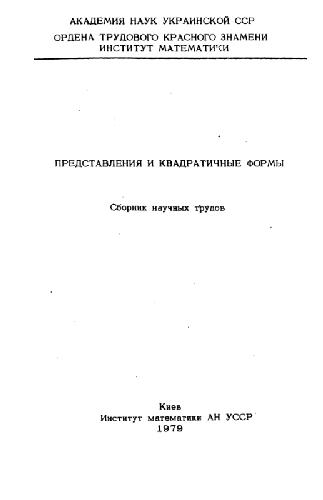 АКАДЕМИЯ НАУК УКРАИНСКОЙ ССР
ОРДЕНА ТРУДОВОГО КРАСНОГО ЗНАМЕНИ
ИНСТИТУТ МАТЕМАТИКИ
ПРЕДСТАВЛЕНИЯ И КВАДРАТИЧНЫЕ ФОРМЫ
Сборник научных трудов
Киев
Институт математики АН УССР
1979